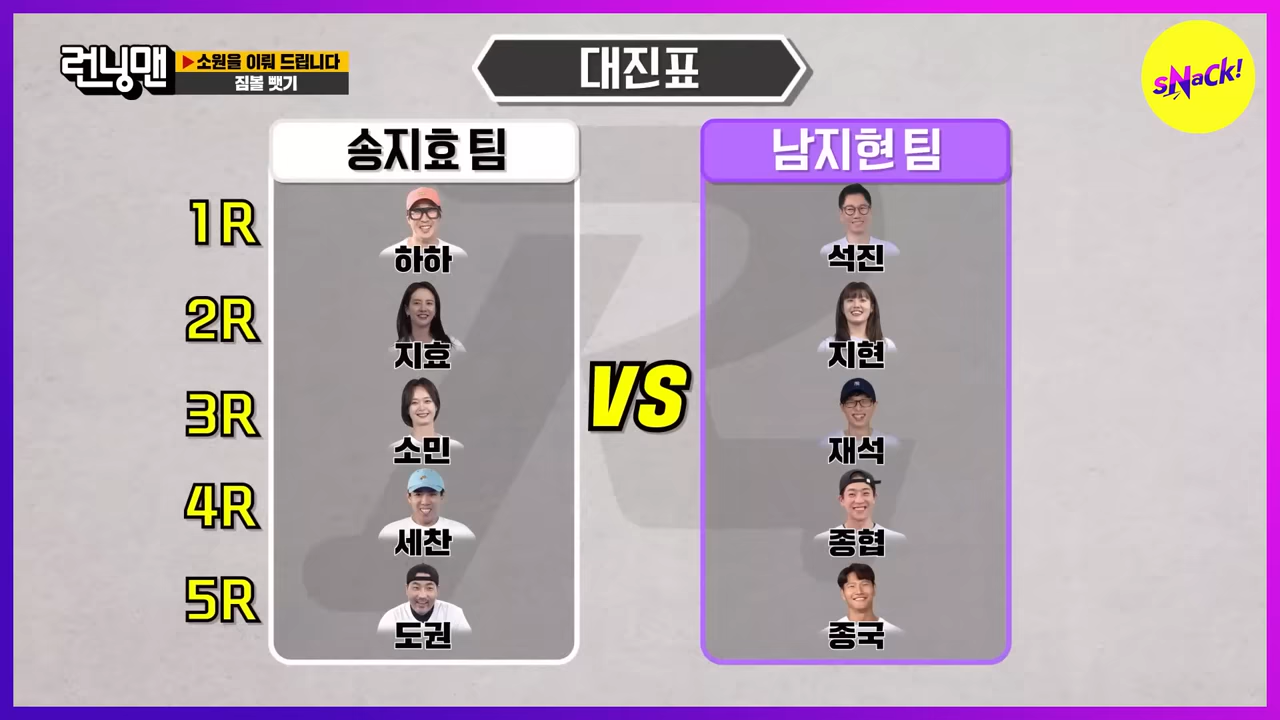 런닝맨
▶소원을 이뤄 드립니다
짐볼 뺏기
대진표
sNacK!
송지효 팀
남지현 팀
1R
하하
석진
2R
지효
지현
VS
3R
소민
재석
4R
세찬
종협
5R
도권
종국